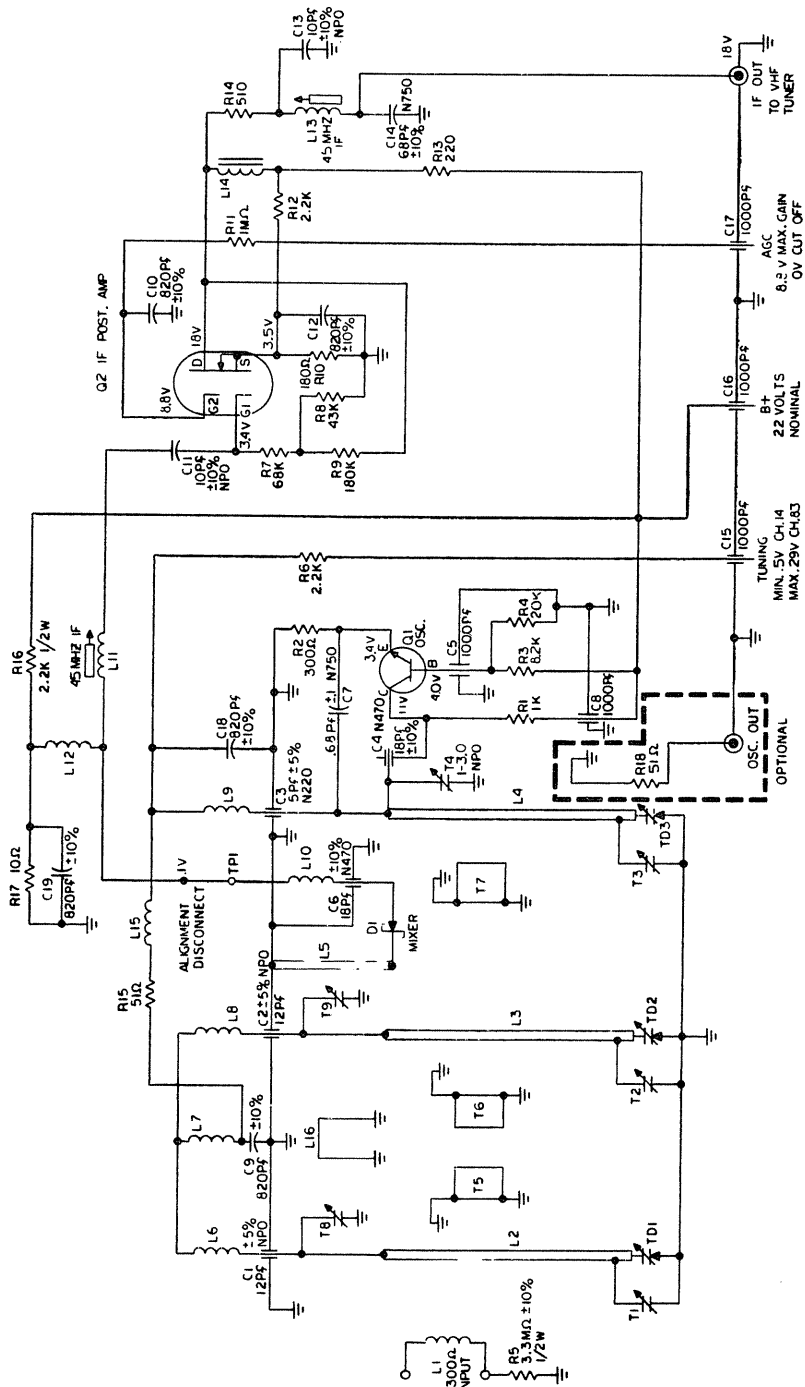 C13
10Pf
±10%
NPO
R14
510
L13
45 MHZ
IF
C14
68Pf
±10%
N750
18V
IF OUT
TO VHF
TUNER
L14
R13
220
R12
2.2K
R11
1MΩ
C17
1000Pf
AGC
8.8 V MAX. GAIN
0V CUT OFF
Q2 IF POST. AMP
C10
820Pf
±10%
18V
D
S
8.8V
G2
G1
3.4V
3.5V
C12
820Pf
±10%
180Ω
R10
R8
43K
C11
10Pf
±10%
NPO
R7
68K
R9
180K
C16
1000Pf
B+
22 VOLTS
NOMINAL
R16
2.2K 1/2W
45 MHZ IF
L11
R6
2.2K
C15
1000Pf
TUNING
MIN. .5V CH.14
MAX. 29V CH.83
L12
R17 10Ω
C19
820Pf
±10%
C18
820Pf
±10%
R2
300Ω
3.4V
E
Q1
OSC.
.68Pf ±1
N750
C7
C
11V
B
4.0V
C5
1000Pf
R4
20K
R3
8.2K
R1
1K
C8
1000Pf
C4 N470
18Pf
±10%
T4
1-3.0
NPO
R18
51Ω
OSC. OUT
OPTIONAL
L9
C3
5Pf ±5%
N220
L4
T3
TD3
L15
R15
51Ω
ALIGNMENT
DISCONNECT
.1V
TP1
L10
C6
18Pf
±10%
N470
D1
MIXER
L5
T7
L8
C2 ±5% NPO
12Pf
T9
L3
T2
TD2
L7
C9
820Pf
±10%
L16
T6
T5
L6
C1
12Pf
±5%
NPO
T8
L2
T1
TD1
L1
300Ω
INPUT
R5
3.3MΩ ±10%
1/2W